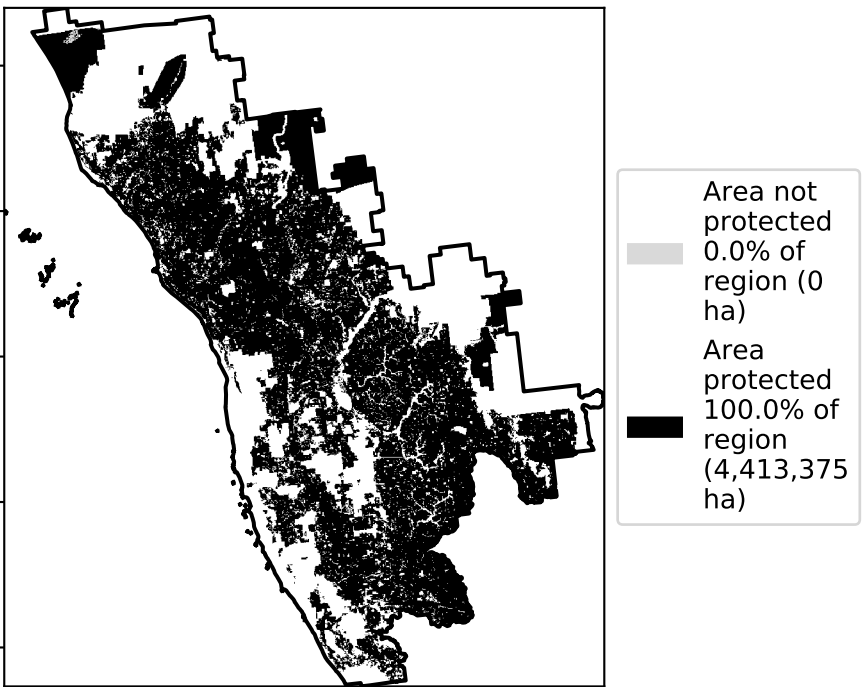 Area not
protected
0.0% of
region (0
ha)
Area
protected
100.0% of
region
(4,413,375
ha)